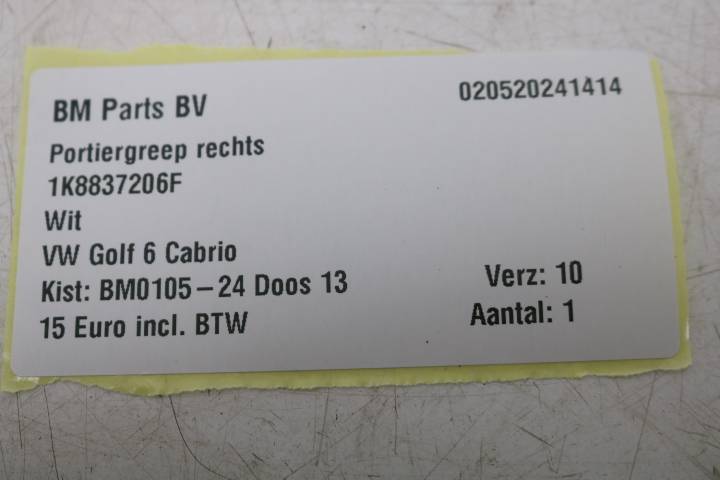 BM Parts BV
020520241414
Portiergreep rechts
1K8837206F
Wit
VW Golf 6 Cabrio
Kist: BM0105-24 Doos 13
Verz: 10
15 Euro incl. BTW
Aantal: 1